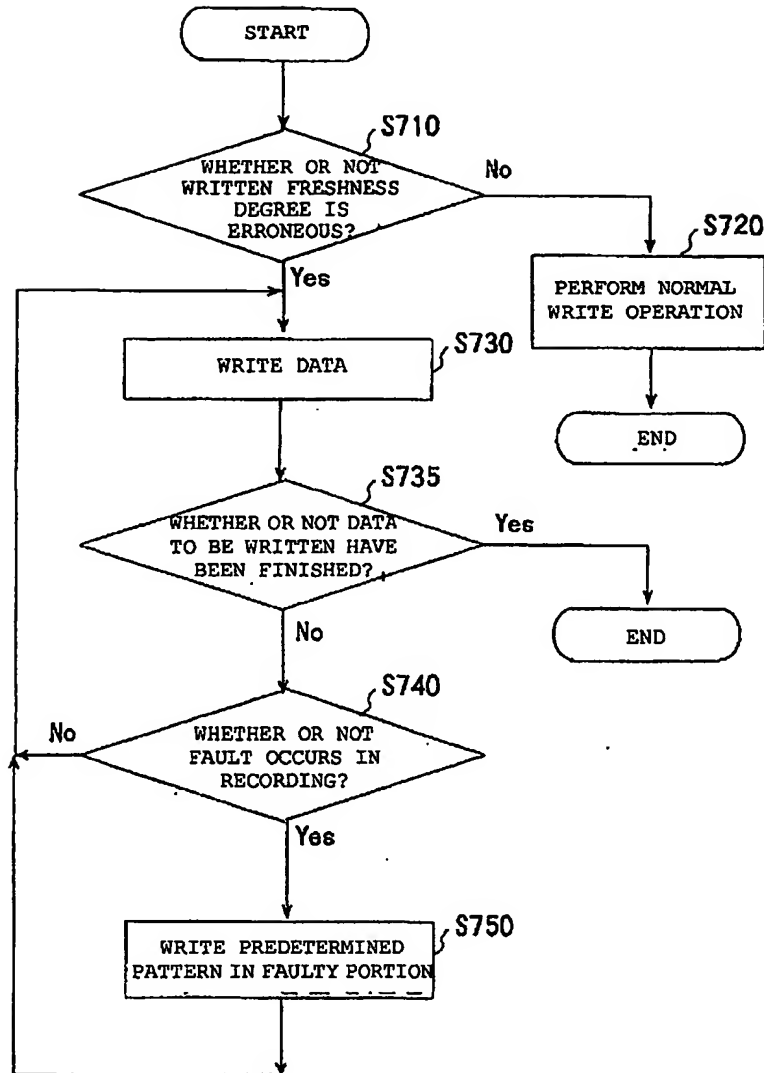 START
S710
WHETHER OR NOT
WRITTEN FRESHNESS
DEGREE IS
ERRONEOUS?
No
Yes
S720
PERFORM NORMAL
WRITE OPERATION
END
S730
WRITE DATA
S735
WHETHER OR NOT DATA
TO BE WRITTEN HAVE
BEEN FINISHED?
Yes
END
No
S740
WHETHER OR NOT
FAULT OCCURS IN
RECORDING?
No
Yes
S750
WRITE PREDETERMINED
PATTERN IN FAULTY PORTION